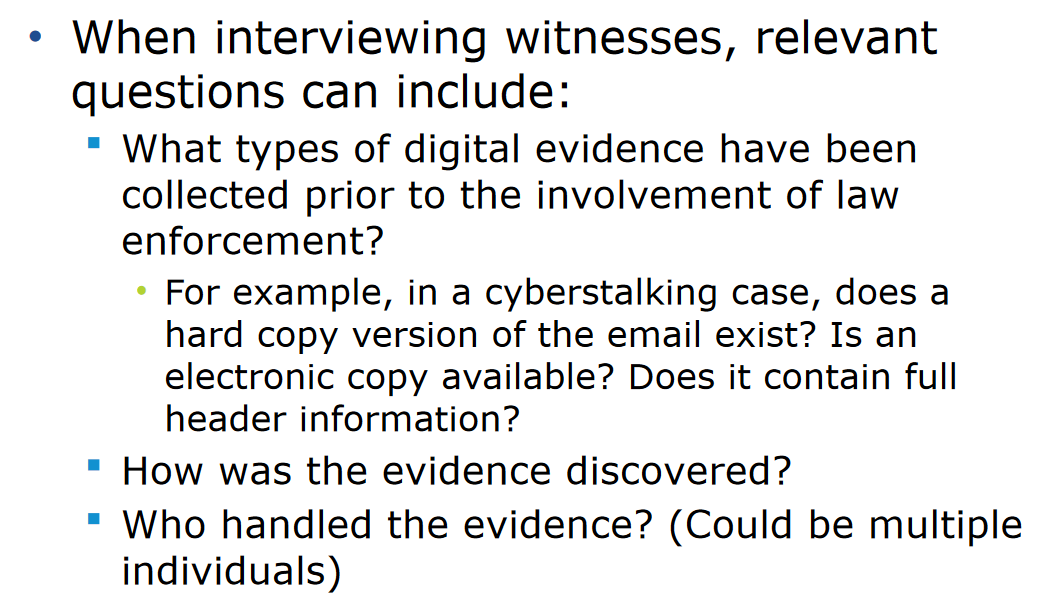 • When interviewing witnesses, relevant
questions can include:
▪ What types of digital evidence have been
collected prior to the involvement of law
enforcement?
• For example, in a cyberstalking case, does a
hard copy version of the email exist? Is an
electronic copy available? Does it contain full
header information?
▪ How was the evidence discovered?
▪ Who handled the evidence? (Could be multiple
individuals)